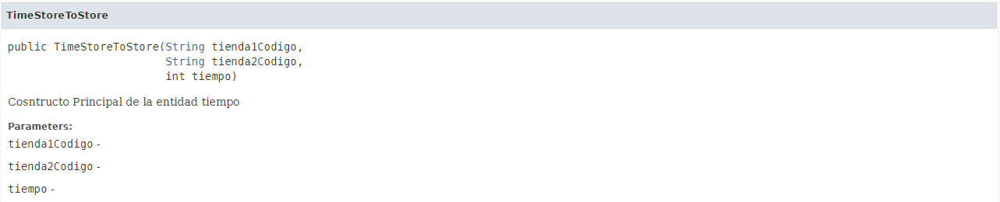 TimeStoreToStore
public TimeStoreToStore(String tienda1Codigo,
String tienda2Codigo,
int tiempo)
Cosntructo Principal de la entidad tiempo
Parameters:
tienda1Codigo -
tienda2Codigo -
tiempo -